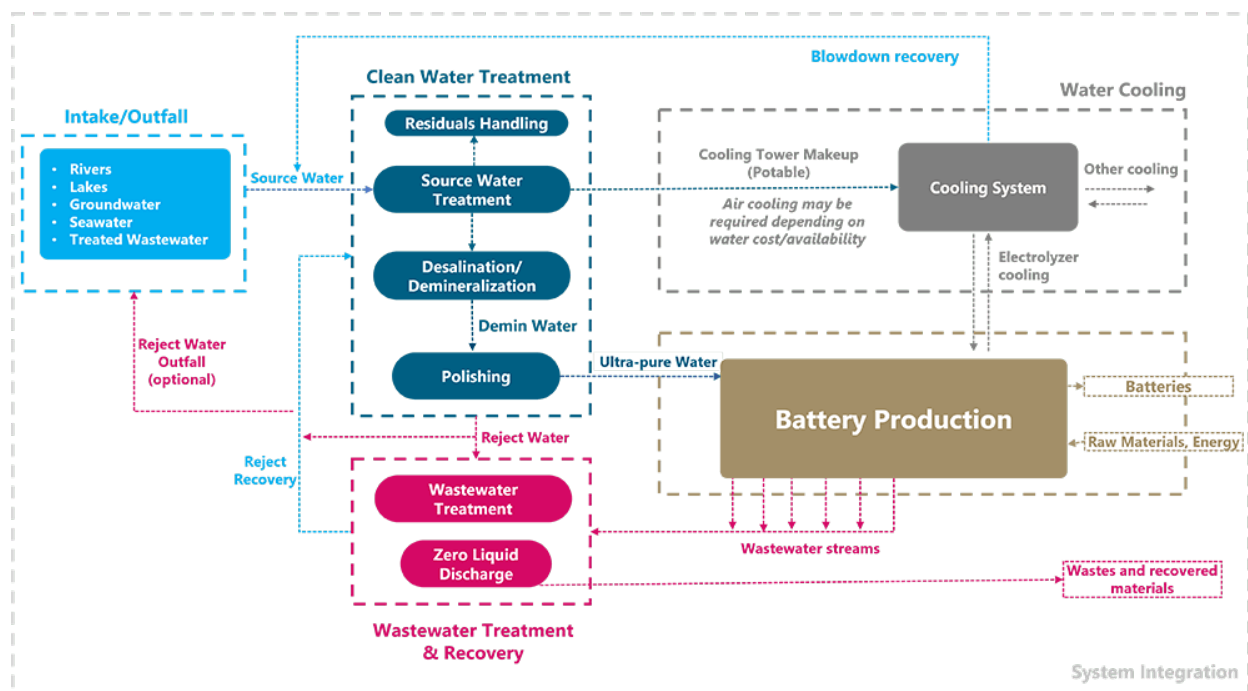 Blowdown recovery
Clean Water Treatment
Water Cooling
Intake/Outfall
Residuals Handling
• Rivers
• Lakes
• Groundwater
• Seawater
• Treated Wastewater
Source Water
Source Water
Treatment
Cooling Tower Makeup
(Potable)
Air cooling may be
required depending on
water cost/availability
Cooling System
Other cooling
Electrolyzer
cooling
Desalination/
Demineralization
Demin Water
Reject Water
Outfall
(optional)
Polishing
Ultra-pure Water
Battery Production
Batteries
Raw Materials, Energy
Reject Water
Reject
Recovery
Wastewater
Treatment
Zero Liquid
Discharge
Wastewater streams
Wastes and recovered
materials
Wastewater Treatment
& Recovery
System Integration